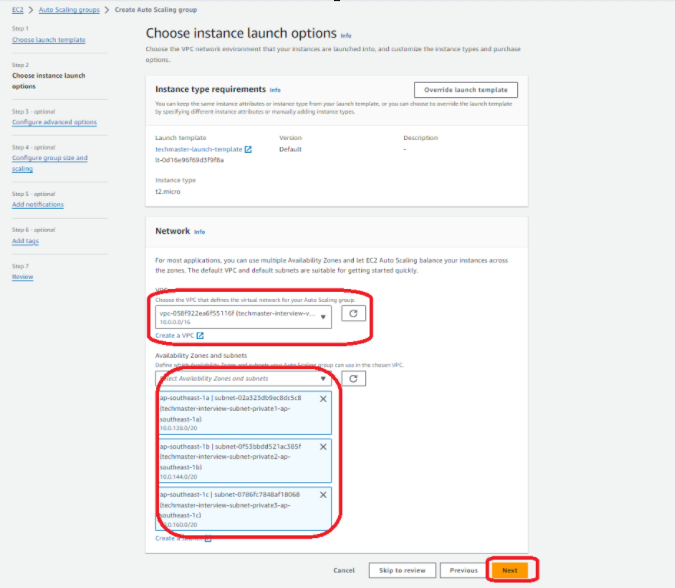 EC2 > Auto Scaling groups > Create Auto Scaling group
Step 1
Choose launch template
Step 2
Choose instance launch
options
Step 3 - optional
Configure advanced options
Step 4 - optional
Configure group size and
scaling
Step 5 - optional
Add notifications
Step 6 - optional
Add tags
Step 7
Review
Choose instance launch options Info
Choose the VPC network environment that your instances are launched into, and customize the instance types and purchase
options.
Instance type requirements Info
Override launch template
You can keep the same instance attributes or instance type from your launch template, or you can choose to override the launch template
by specifying different instance attributes or manually adding instance types.
Launch template
techmaster-launch-template
lt-0d16e96f69d3f9f8a
Version
Default
Description
-
Instance type
t2.micro
Network Info
For most applications, you can use multiple Availability Zones and let EC2 Auto Scaling balance your instances across
the zones. The default VPC and default subnets are suitable for getting started quickly.
VPC
Choose the VPC that defines the virtual network for your Auto Scaling group.
vpc-058f922ea6f55116f (techmaster-interview-v...
10.0.0.0/16
Create a VPC
Availability Zones and subnets
Define which Availability Zones and subnets your Auto Scaling group can use in the chosen VPC.
Select Availability Zones and subnets
ap-southeast-1a | subnet-02a323db9ec8dc5c8
(techmaster-interview-subnet-private1-ap-
southeast-1a)
10.0.128.0/20
ap-southeast-1b | subnet-0f53bbdd521ac385f
(techmaster-interview-subnet-private2-ap-
southeast-1b)
10.0.144.0/20
ap-southeast-1c | subnet-0786fc7848af18068
(techmaster-interview-subnet-private3-ap-
southeast-1c)
10.0.160.0/20
Create a subnet
Cancel
Skip to review
Previous
Next